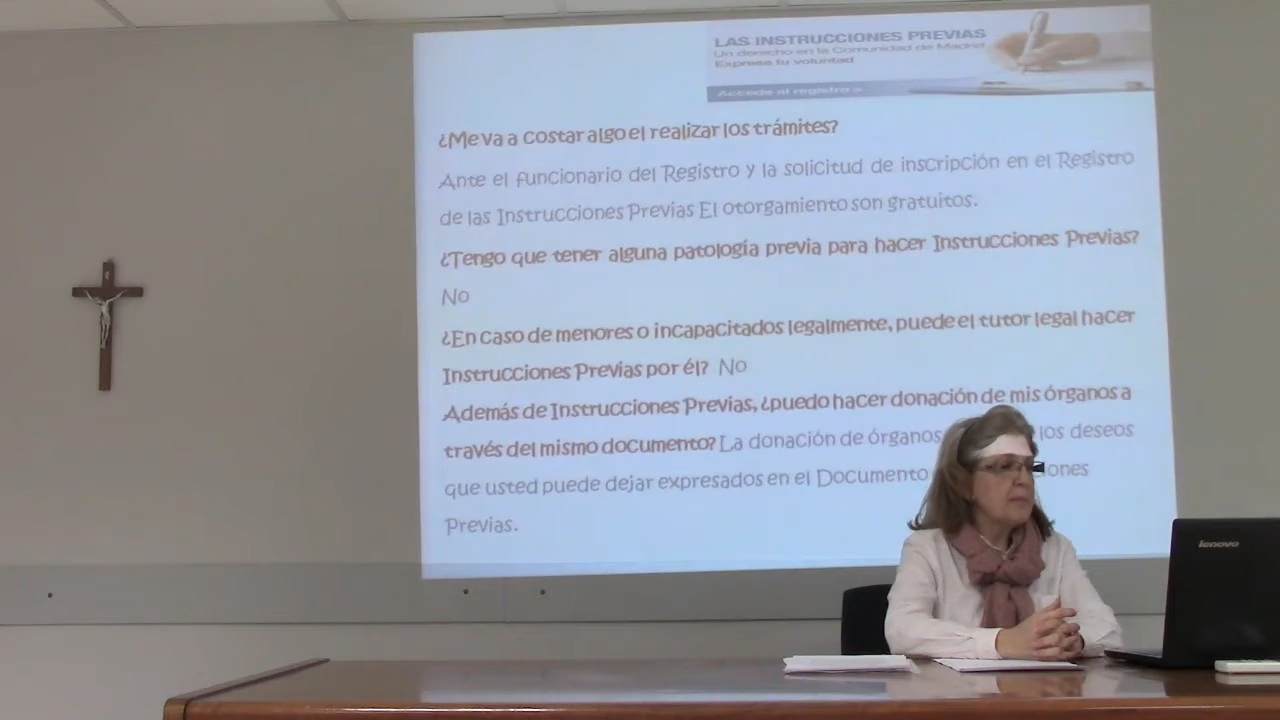 LAS INSTRUCCIONES PREVIAS
Un derecho en la Comunidad de Madrid
Expresa tu voluntad
Accede al registro »
¿Me va a costar algo el realizar los trámites?
Ante el funcionario del Registro y la solicitud de inscripción en el Registro
de las Instrucciones Previas El otorgamiento son gratuitos.
¿Tengo que tener alguna patología previa para hacer Instrucciones Previas?
No
¿En caso de menores o incapacitados legalmente, puede el tutor legal hacer
Instrucciones Previas por él? No
Además de Instrucciones Previas, ¿puedo hacer donación de mis órganos a
través del mismo documento? La donación de órganos los deseos
que usted puede dejar expresados en el Documento ones
Previas.
lenovo